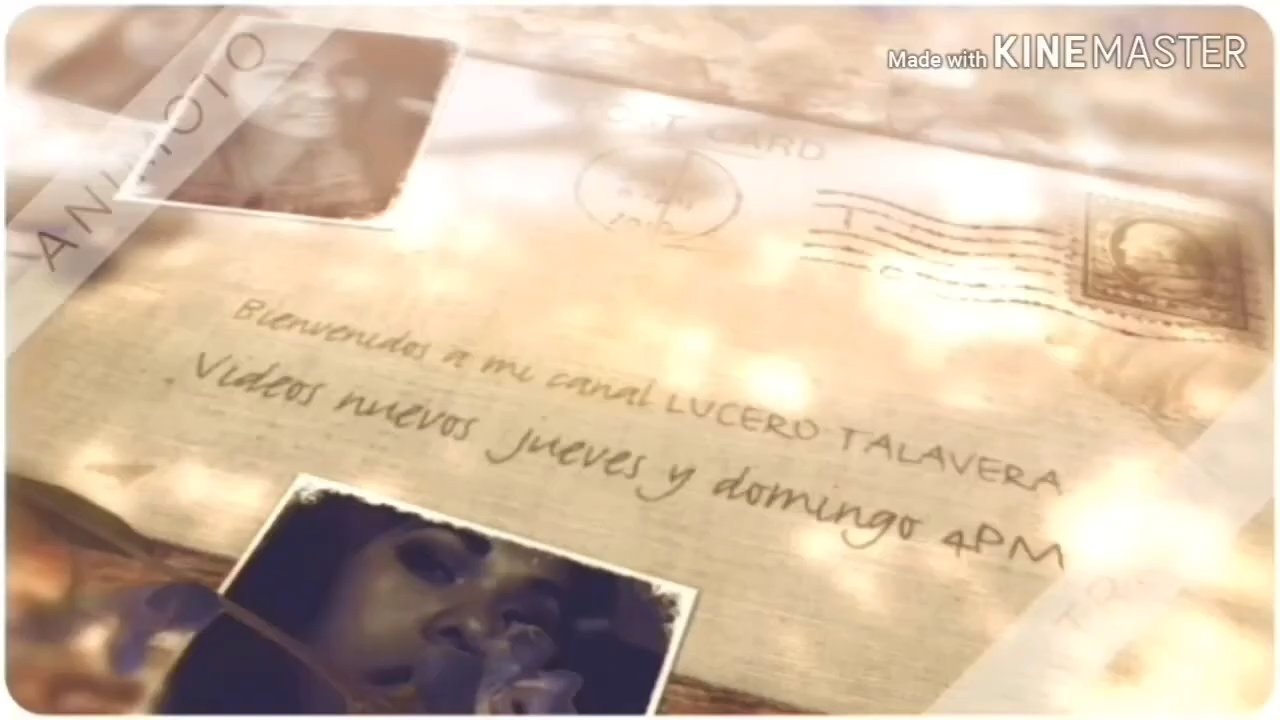 Made with KINEMASTER
Bienvenidos a mi canal LUCERO TALAVERA
Videos nuevos jueves y domingo 4PM